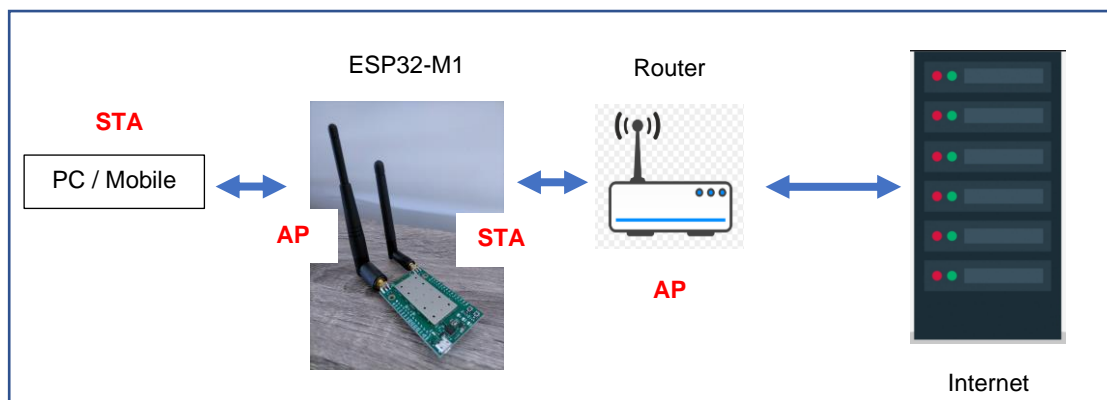 ESP32-M1
Router
STA
PC / Mobile
AP
STA
AP
Internet